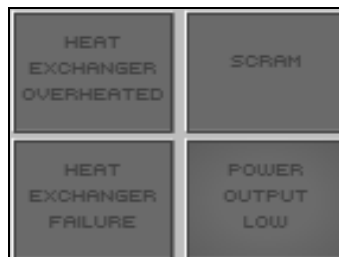 HEAT
EXCHANGER
OVERHEATED
SCRAM
HEAT
EXCHANGER
FAILURE
POWER
OUTPUT
LOW